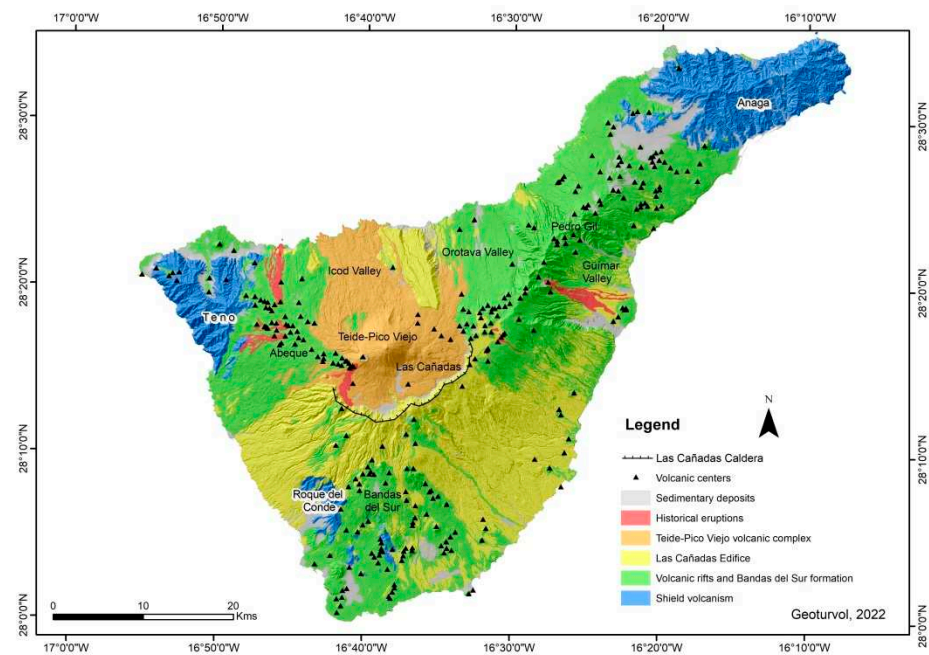 17°0'0"W 16°50'0"W 16°40'0"W 16°30'0"W 16°20'0"W 16°10'0"W
28°30'0"N
28°30'0"N
Anaga
Pedro Gil
Orotava Valley
Guimar
Valley
Icod Valley
28°20'0"N
28°20'0"N
Teno
Teide-Pico Viejo
Abeque
Las Cañadas
N
Legend
Las Cañadas Caldera
Volcanic centers
Sedimentary deposits
Historical eruptions
Teide-Pico Viejo volcanic complex
Las Cañadas Edifice
Volcanic rifts and Bandas del Sur formation
Shield volcanism
28°10'0"N
28°10'0"N
Roque del
Conde
Bandas
del Sur
0 10 20
Kms
Geoturvol, 2022
28°0'0"N
28°0'0"N
17°0'0"W 16°50'0"W 16°40'0"W 16°30'0"W 16°20'0"W 16°10'0"W